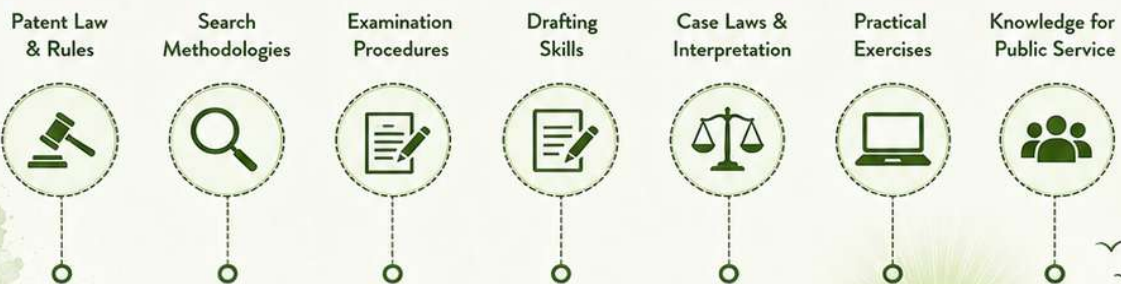 Patent Law
& Rules
Search
Methodologies
Examination
Procedures
Drafting
Skills
Case Laws &
Interpretation
Practical
Exercises
Knowledge for
Public Service